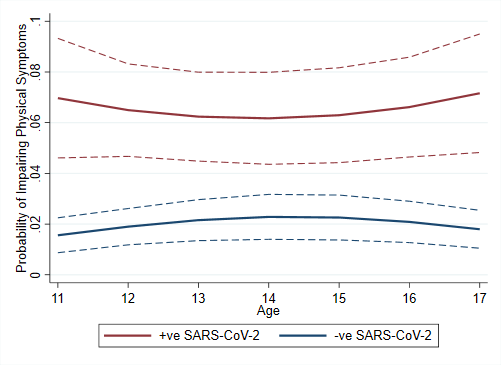 Probability of Impairing Physical Symptoms
.1
.08
.06
.04
.02
0
11 12 13 14 15 16 17
Age
+ve SARS-CoV-2 -ve SARS-CoV-2